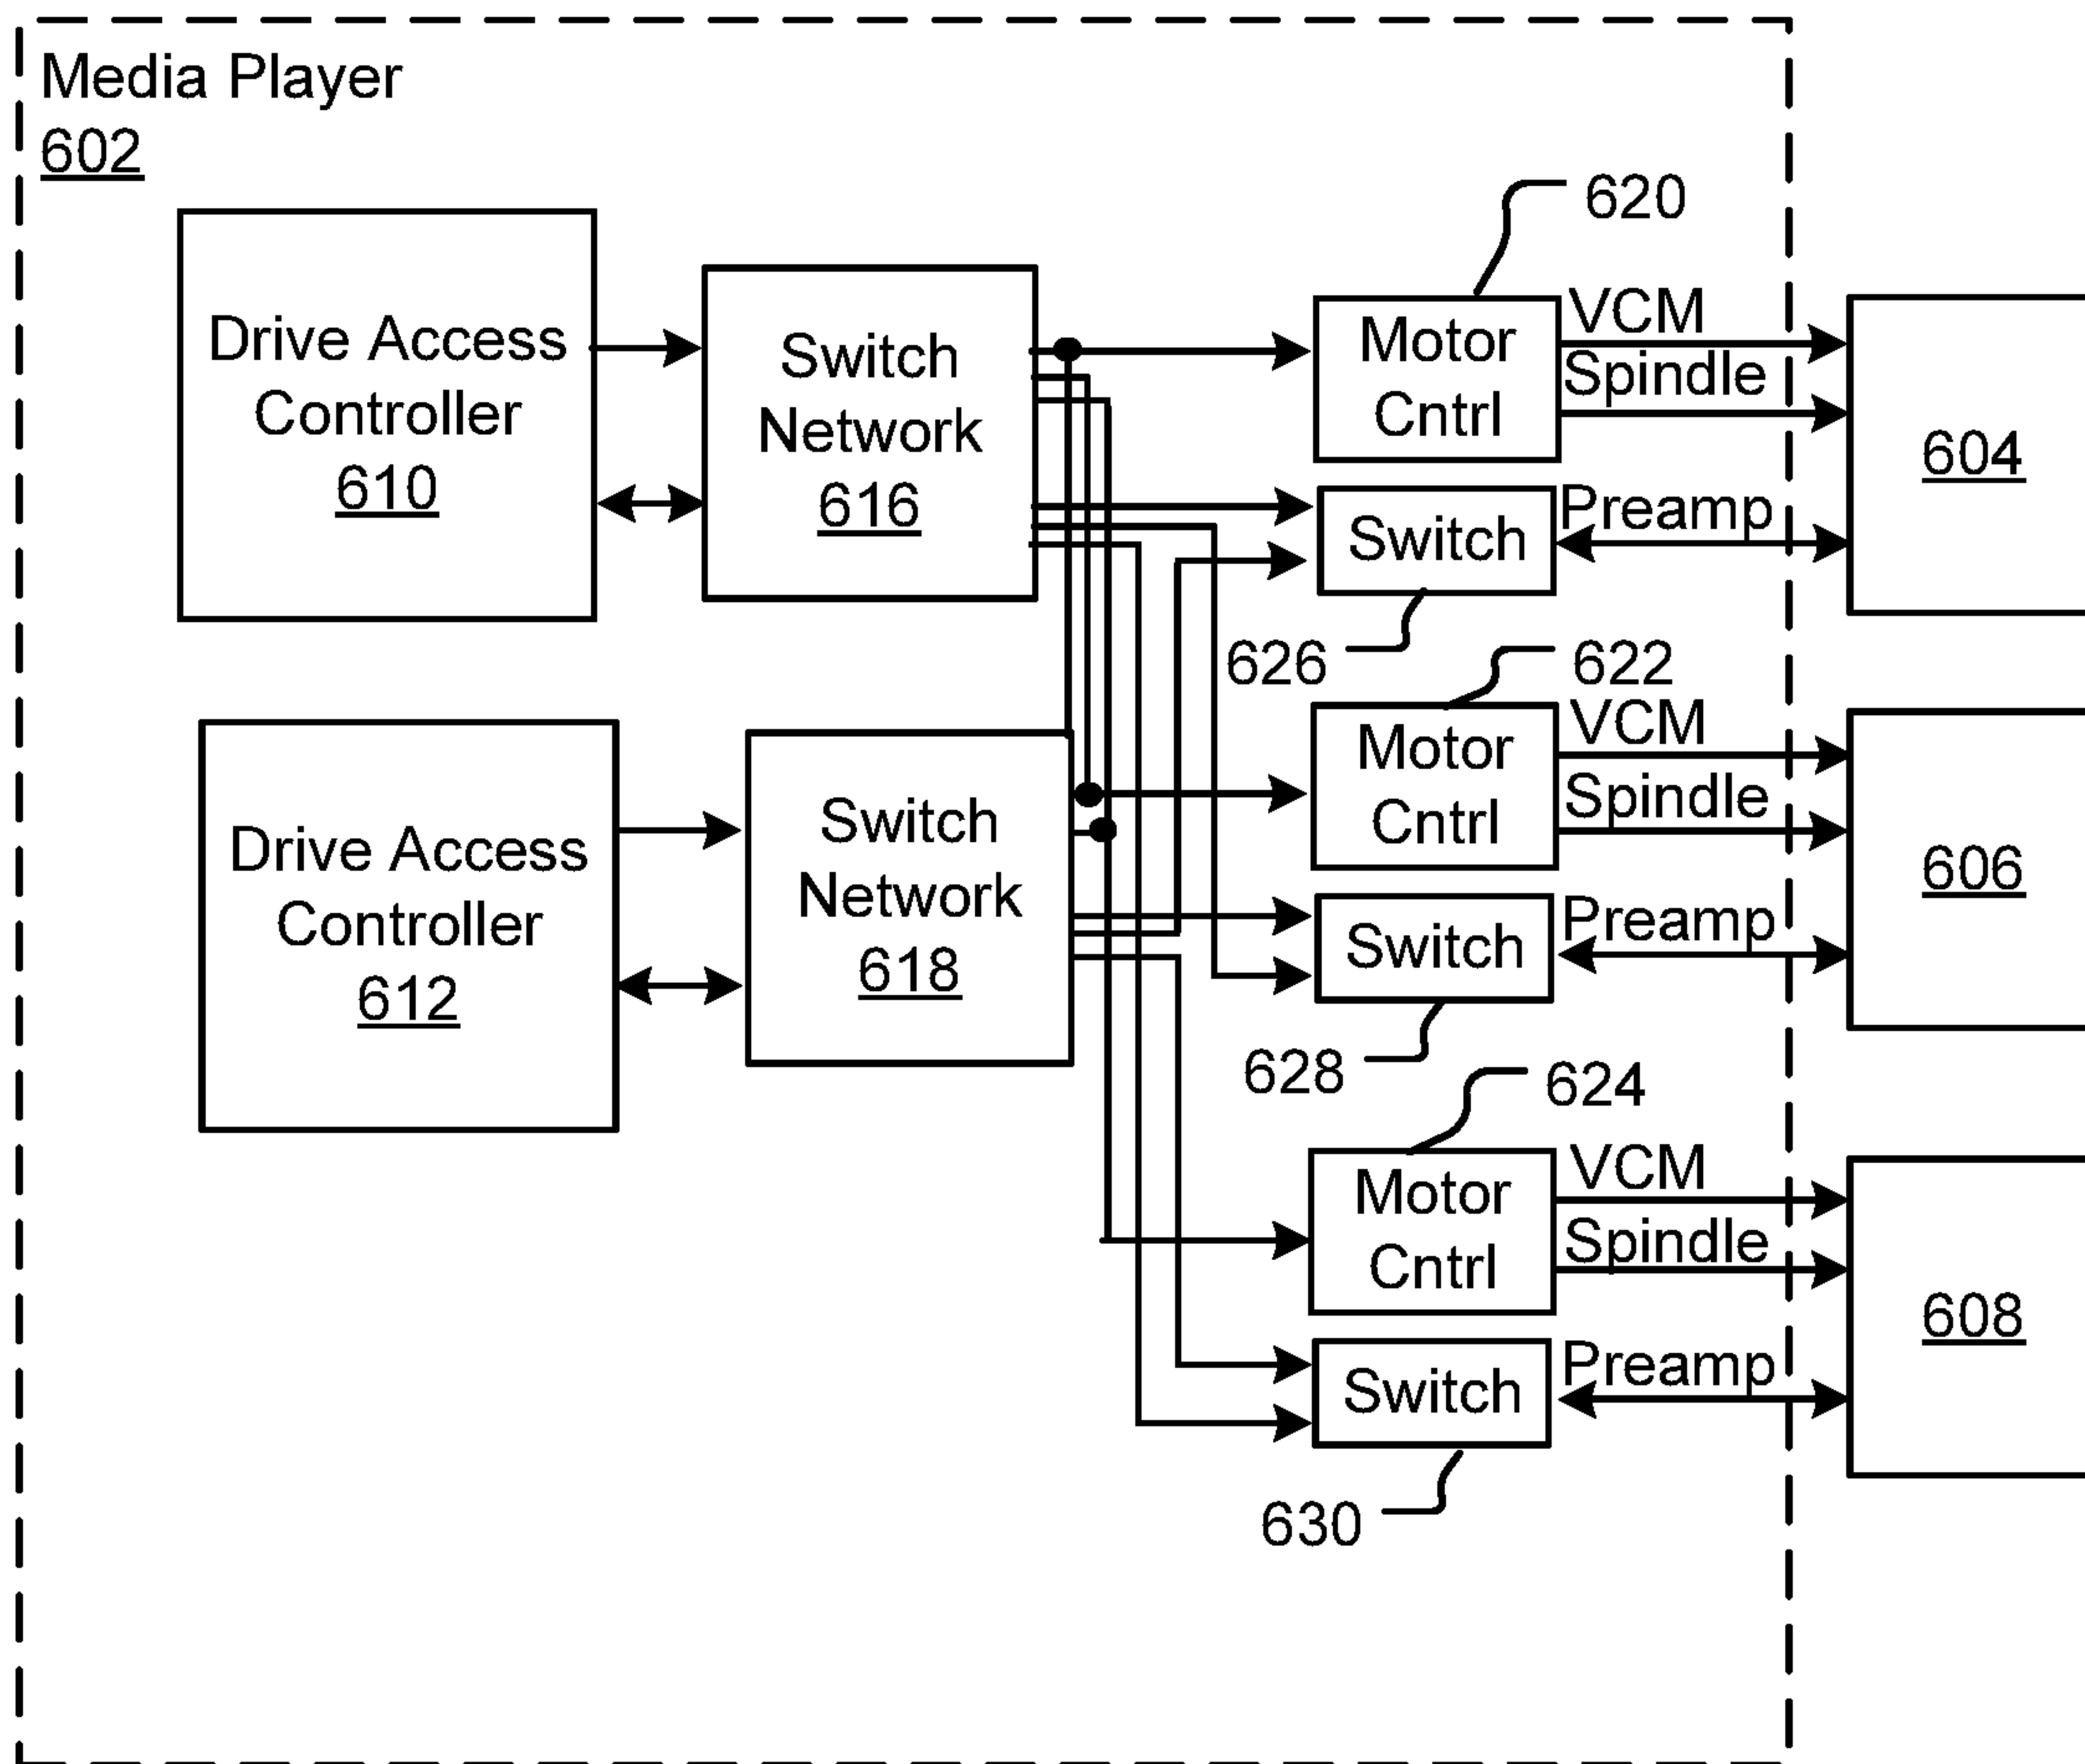 Media Player
602
Drive Access
Controller
610
Switch
Network
616
620
Motor
Cntrl
VCM
Spindle
604
Switch
Preamp
626
622
Drive Access
Controller
612
Switch
Network
618
Motor
Cntrl
VCM
Spindle
606
Switch
Preamp
628
624
Motor
Cntrl
VCM
Spindle
608
Switch
Preamp
630